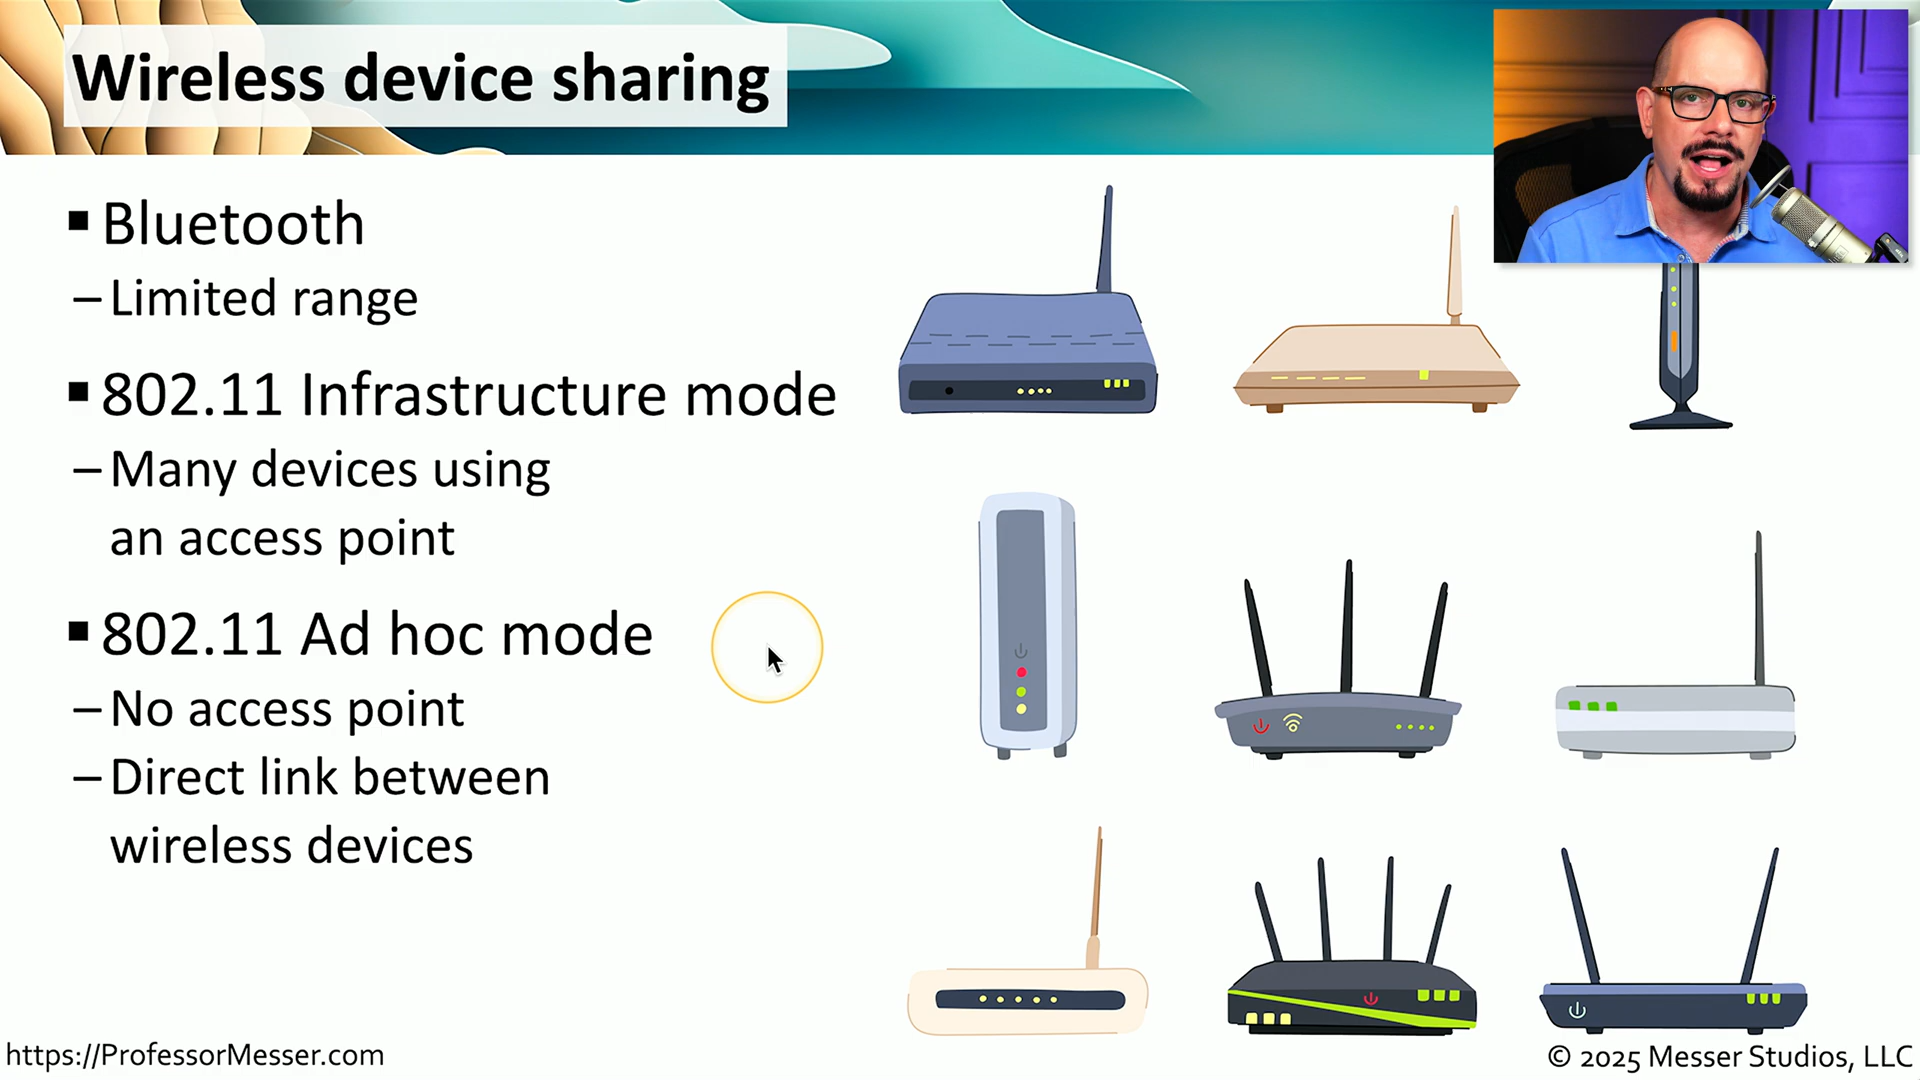 Wireless device sharing
▪ Bluetooth
– Limited range
▪ 802.11 Infrastructure mode
– Many devices using
an access point
▪ 802.11 Ad hoc mode
– No access point
– Direct link between
wireless devices
https://ProfessorMesser.com
© 2025 Messer Studios, LLC